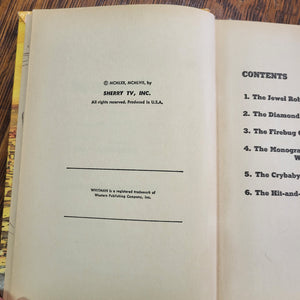 © MCMLXX, MCMLVII, by
SHERRY TV, INC.
All rights reserved. Produced in U.S.A.
WHITMAN is a registered trademark of
Western Publishing Company, Inc.
CONTENTS
1. The Jewel Rob
2. The Diamond
3. The Firebug
4. The Monogra
5. The Crybaby
6. The Hit-and-